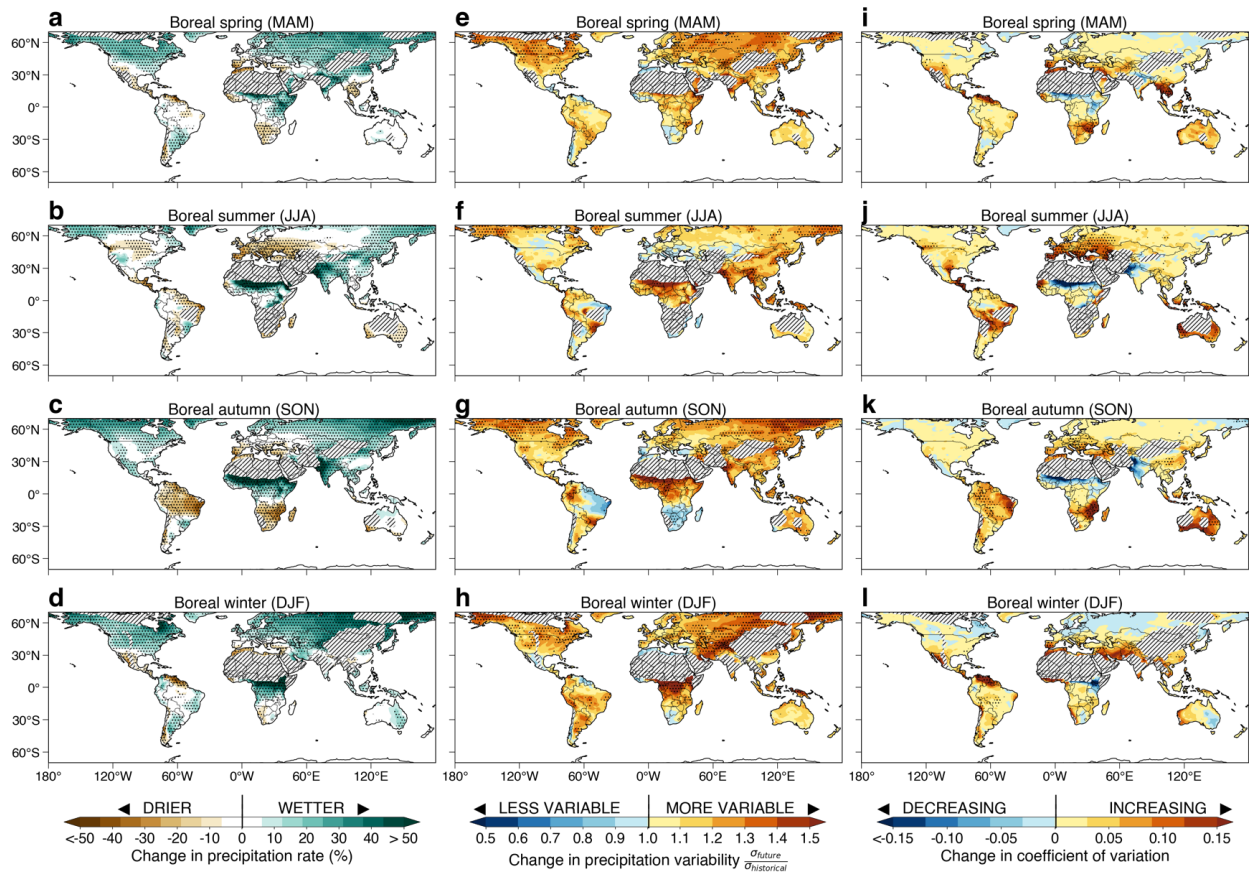 a Boreal spring (MAM)
e Boreal spring (MAM)
i Boreal spring (MAM)
60°N
30°N
0°
30°S
60°S
b Boreal summer (JJA)
f Boreal summer (JJA)
j Boreal summer (JJA)
60°N
30°N
0°
30°S
60°S
c Boreal autumn (SON)
g Boreal autumn (SON)
k Boreal autumn (SON)
60°N
30°N
0°
30°S
60°S
d Boreal winter (DJF)
h Boreal winter (DJF)
l Boreal winter (DJF)
60°N
30°N
0°
30°S
60°S
180° 120°W 60°W 0°W 60°E 120°E
180° 120°W 60°W 0°W 60°E 120°E
180° 120°W 60°W 0°W 60°E 120°E
◀ DRIER WETTER ▶
<-50 -40 -30 -20 -10 0 10 20 30 40 >50
Change in precipitation rate (%)
◀ LESS VARIABLE MORE VARIABLE ▶
0.5 0.6 0.7 0.8 0.9 1.0 1.1 1.2 1.3 1.4 1.5
Change in precipitation variability σfuture/σhistorical
◀ DECREASING INCREASING ▶
<-0.15 -0.10 -0.05 0 0.05 0.10 0.15
Change in coefficient of variation